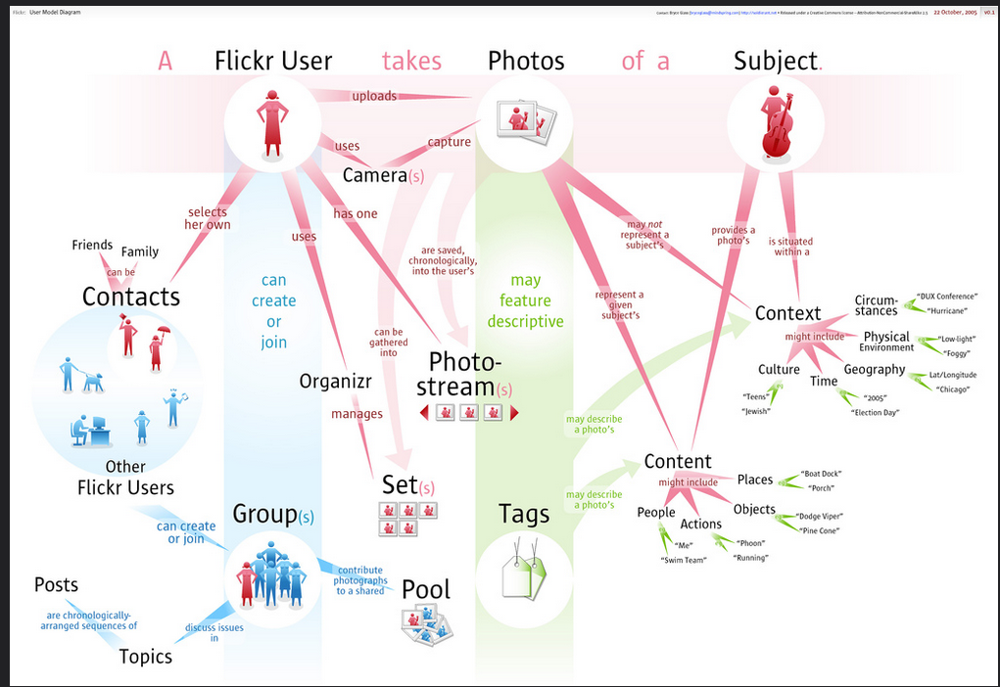 Flickr: User Model Diagram
22 October, 2005 v0.1
A Flickr User takes Photos of a Subject.
uploads
uses
capture
Camera(s)
selects
her own
uses
has one
Friends
Family
can be
Contacts
can
create
or
join
are saved,
chronologically,
into the user's
may
feature
descriptive
may not
represent a
subject's
provides a
photo's
is situated
within a
represent a
given
subject's
can be
gathered
into
Organizr
manages
Photo-
stream(s)
Context
might include
Circum-
stances
"DUX Conference"
"Hurricane"
Physical
Environment
"Low-light"
"Foggy"
Geography
Lat/Longitude
"Chicago"
Time
"2005"
"Election Day"
Culture
"Teens"
"Jewish"
may describe
a photo's
Other
Flickr Users
Set(s)
Content
might include
Places
"Boat Dock"
"Porch"
Objects
"Dodge Viper"
"Pine Cone"
Actions
"Phoon"
"Running"
People
"Me"
"Swim Team"
may describe
a photo's
can create
or join
Group(s)
Tags
contribute
photographs
to a shared
Pool
Posts
are chronologically-
arranged sequences of
discuss issues
in
Topics